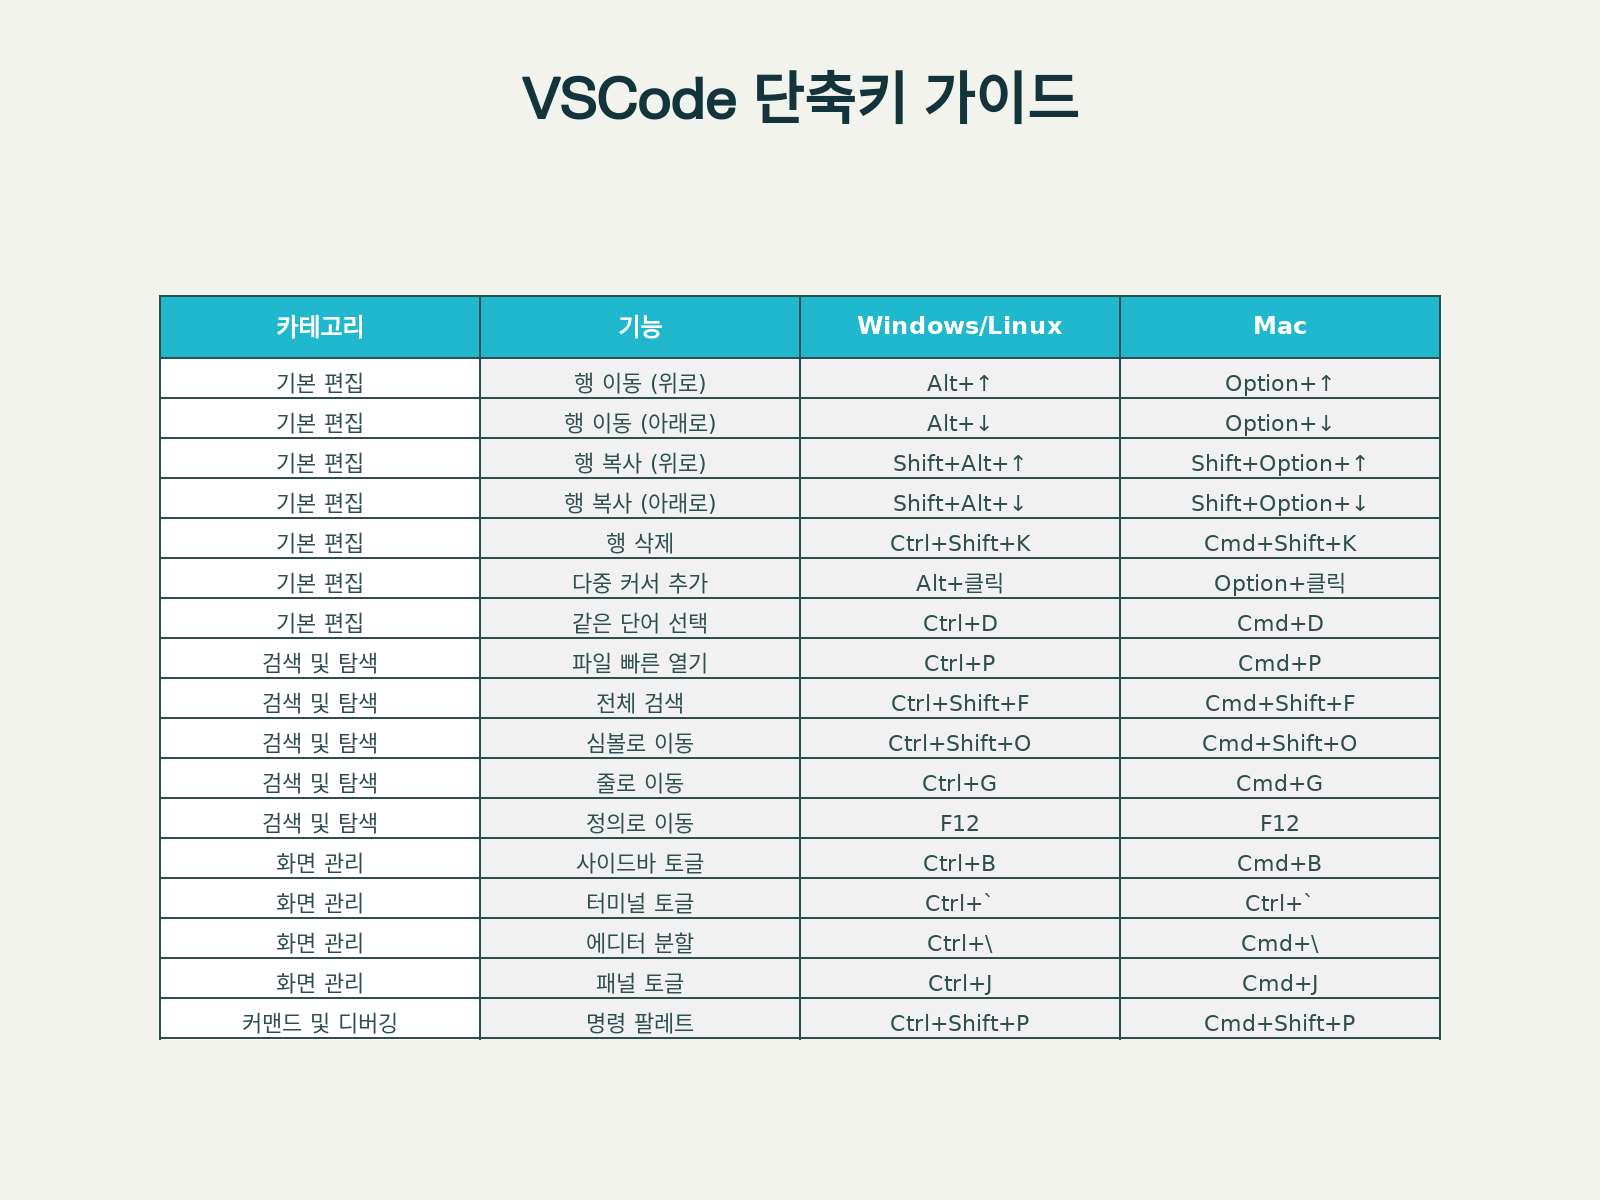 VSCode 단축키 가이드
카테고리 기능 Windows/Linux Mac
기본 편집 행 이동 (위로) Alt+↑ Option+↑
기본 편집 행 이동 (아래로) Alt+↓ Option+↓
기본 편집 행 복사 (위로) Shift+Alt+↑ Shift+Option+↑
기본 편집 행 복사 (아래로) Shift+Alt+↓ Shift+Option+↓
기본 편집 행 삭제 Ctrl+Shift+K Cmd+Shift+K
기본 편집 다중 커서 추가 Alt+클릭 Option+클릭
기본 편집 같은 단어 선택 Ctrl+D Cmd+D
검색 및 탐색 파일 빠른 열기 Ctrl+P Cmd+P
검색 및 탐색 전체 검색 Ctrl+Shift+F Cmd+Shift+F
검색 및 탐색 심볼로 이동 Ctrl+Shift+O Cmd+Shift+O
검색 및 탐색 줄로 이동 Ctrl+G Cmd+G
검색 및 탐색 정의로 이동 F12 F12
화면 관리 사이드바 토글 Ctrl+B Cmd+B
화면 관리 터미널 토글 Ctrl+` Ctrl+`
화면 관리 에디터 분할 Ctrl+\ Cmd+\
화면 관리 패널 토글 Ctrl+J Cmd+J
커맨드 및 디버깅 명령 팔레트 Ctrl+Shift+P Cmd+Shift+P